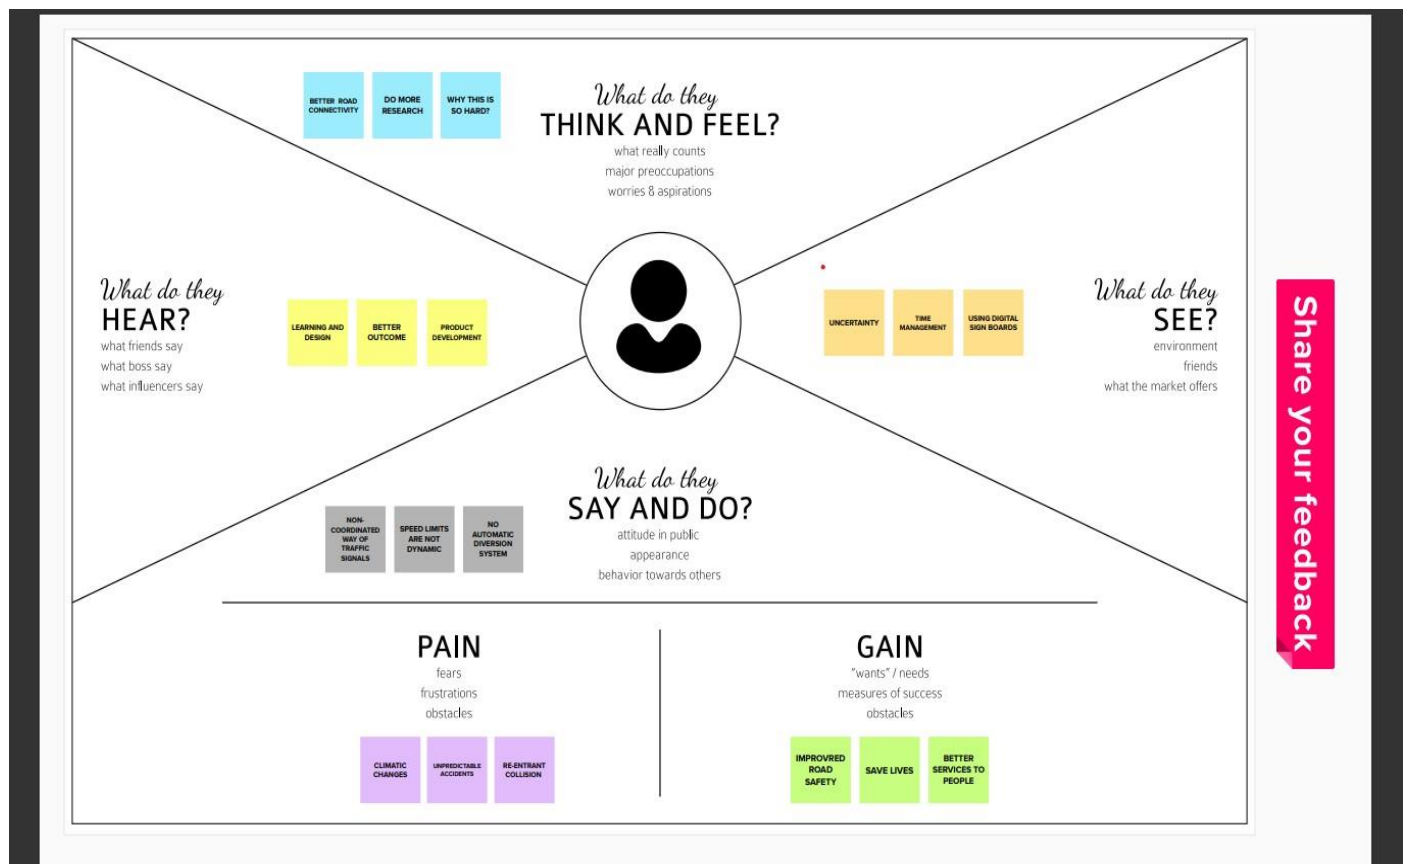 BETTER ROAD
CONNECTIVITY
DO MORE
RESEARCH
WHY THIS IS
SO HARD?
What do they
THINK AND FEEL?
what really counts
major preoccupations
worries & aspirations
What do they
HEAR?
what friends say
what boss say
what influencers say
LEARNING AND
DESIGN
BETTER
OUTCOME
PRODUCT
DEVELOPMENT
UNCERTAINTY
TIME
MANAGEMENT
USING DIGITAL
SIGN BOARDS
What do they
SEE?
environment
friends
what the market offers
Share your feedback
What do they
SAY AND DO?
attitude in public
appearance
behavior towards others
NON-
COORDINATED
WAY OF
TRAFFIC
SIGNALS
SPEED LIMITS
ARE NOT
DYNAMIC
NO
AUTOMATIC
DIVERSION
SYSTEM
PAIN
fears
frustrations
obstacles
CLIMATIC
CHANGES
UNPREDICTABLE
ACCIDENTS
RE-ENTRANT
COLLISION
GAIN
"wants" / needs
measures of success
obstacles
IMPROVRED
ROAD
SAFETY
SAVE LIVES
BETTER
SERVICES TO
PEOPLE